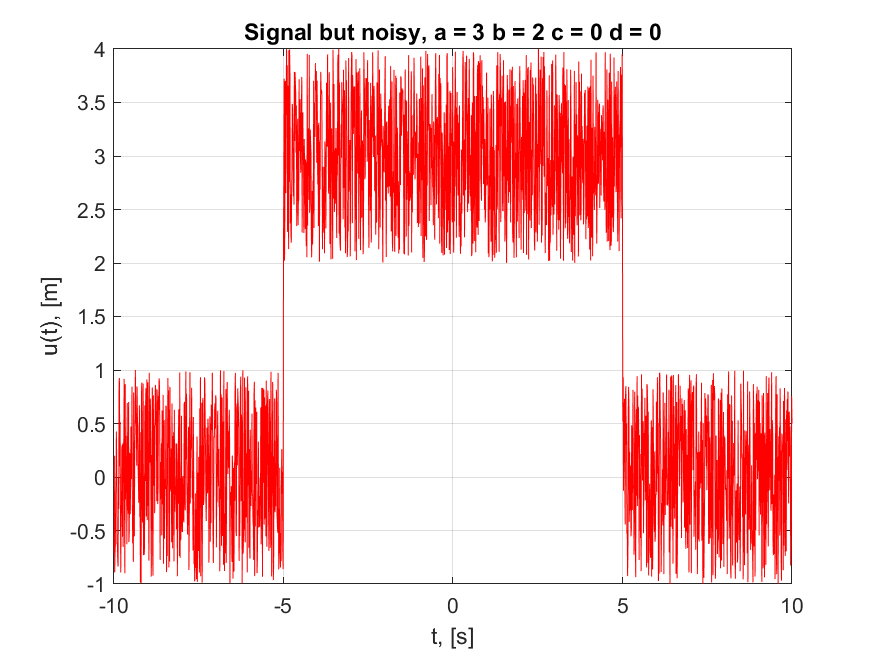 Signal but noisy, a = 3 b = 2 c = 0 d = 0
4
3.5
3
2.5
2
1.5
1
0.5
0
-0.5
-1
u(t), [m]
-10 -5 0 5 10
t, [s]